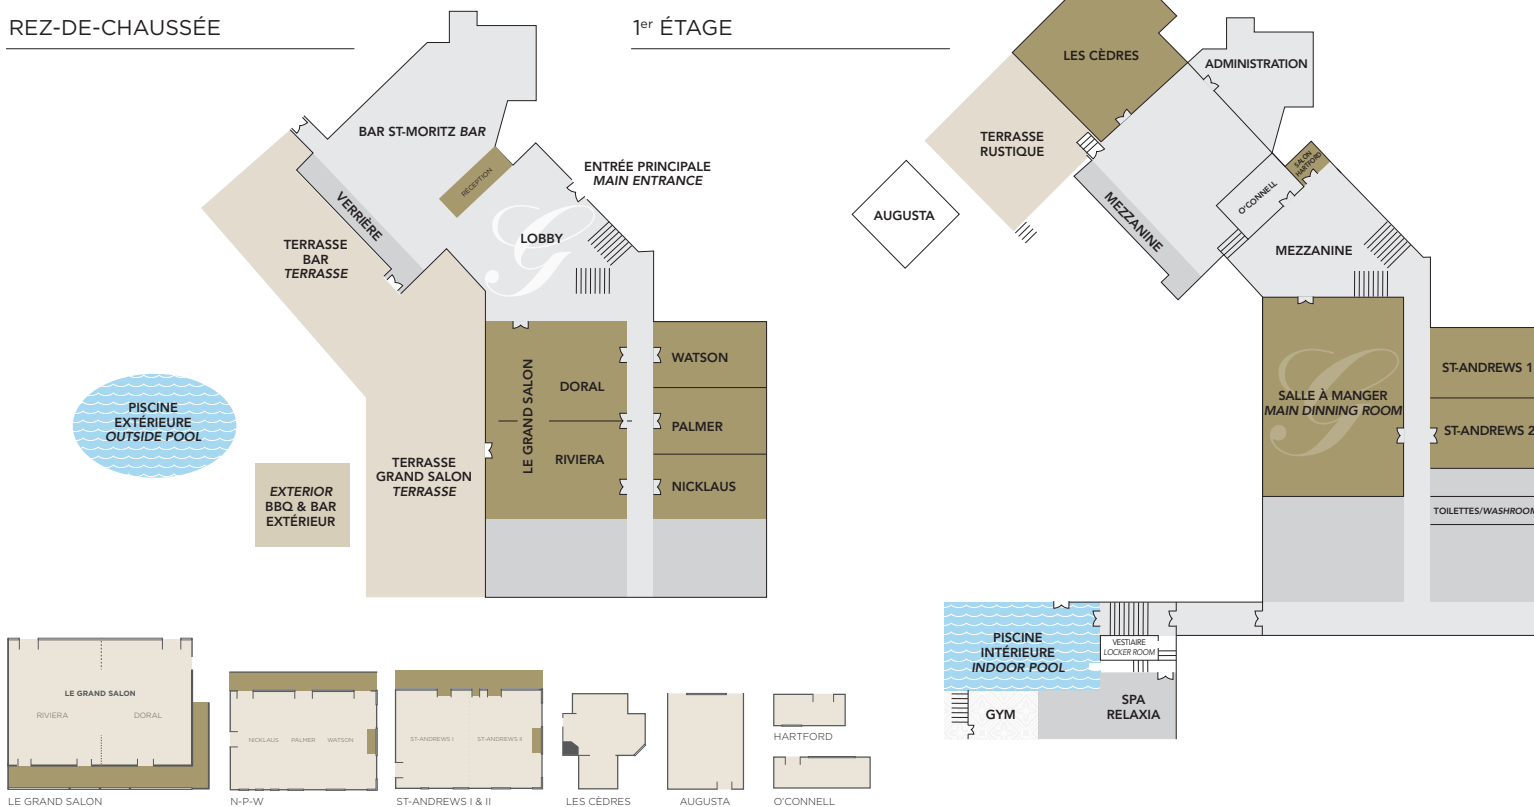 REZ-DE-CHAUSSÉE
BAR ST-MORITZ BAR
RÉCEPTION
ENTRÉE PRINCIPALE
MAIN ENTRANCE
VERRIÈRE
G
LOBBY
TERRASSE
BAR
TERRASSE
LE GRAND SALON
DORAL
RIVIERA
WATSON
PALMER
NICKLAUS
PISCINE
EXTÉRIEURE
OUTSIDE POOL
TERRASSE
GRAND SALON
TERRASSE
EXTERIOR
BBQ & BAR
EXTÉRIEUR
1er ÉTAGE
LES CÈDRES
ADMINISTRATION
TERRASSE
RUSTIQUE
SALON
HARTFORD
O'CONNELL
AUGUSTA
MEZZANINE
MEZZANINE
G
SALLE À MANGER
MAIN DINNING ROOM
ST-ANDREWS 1
ST-ANDREWS 2
TOILETTES/WASHROOM
PISCINE
INTÉRIEURE
INDOOR POOL
VESTIAIRE
LOCKER ROOM
GYM
SPA
RELAXIA
LE GRAND SALON
RIVIERA DORAL
LE GRAND SALON
NICKLAUS PALMER WATSON
N-P-W
ST-ANDREWS I ST-ANDREWS II
ST-ANDREWS I & II
LES CÈDRES
AUGUSTA
HARTFORD
O'CONNELL